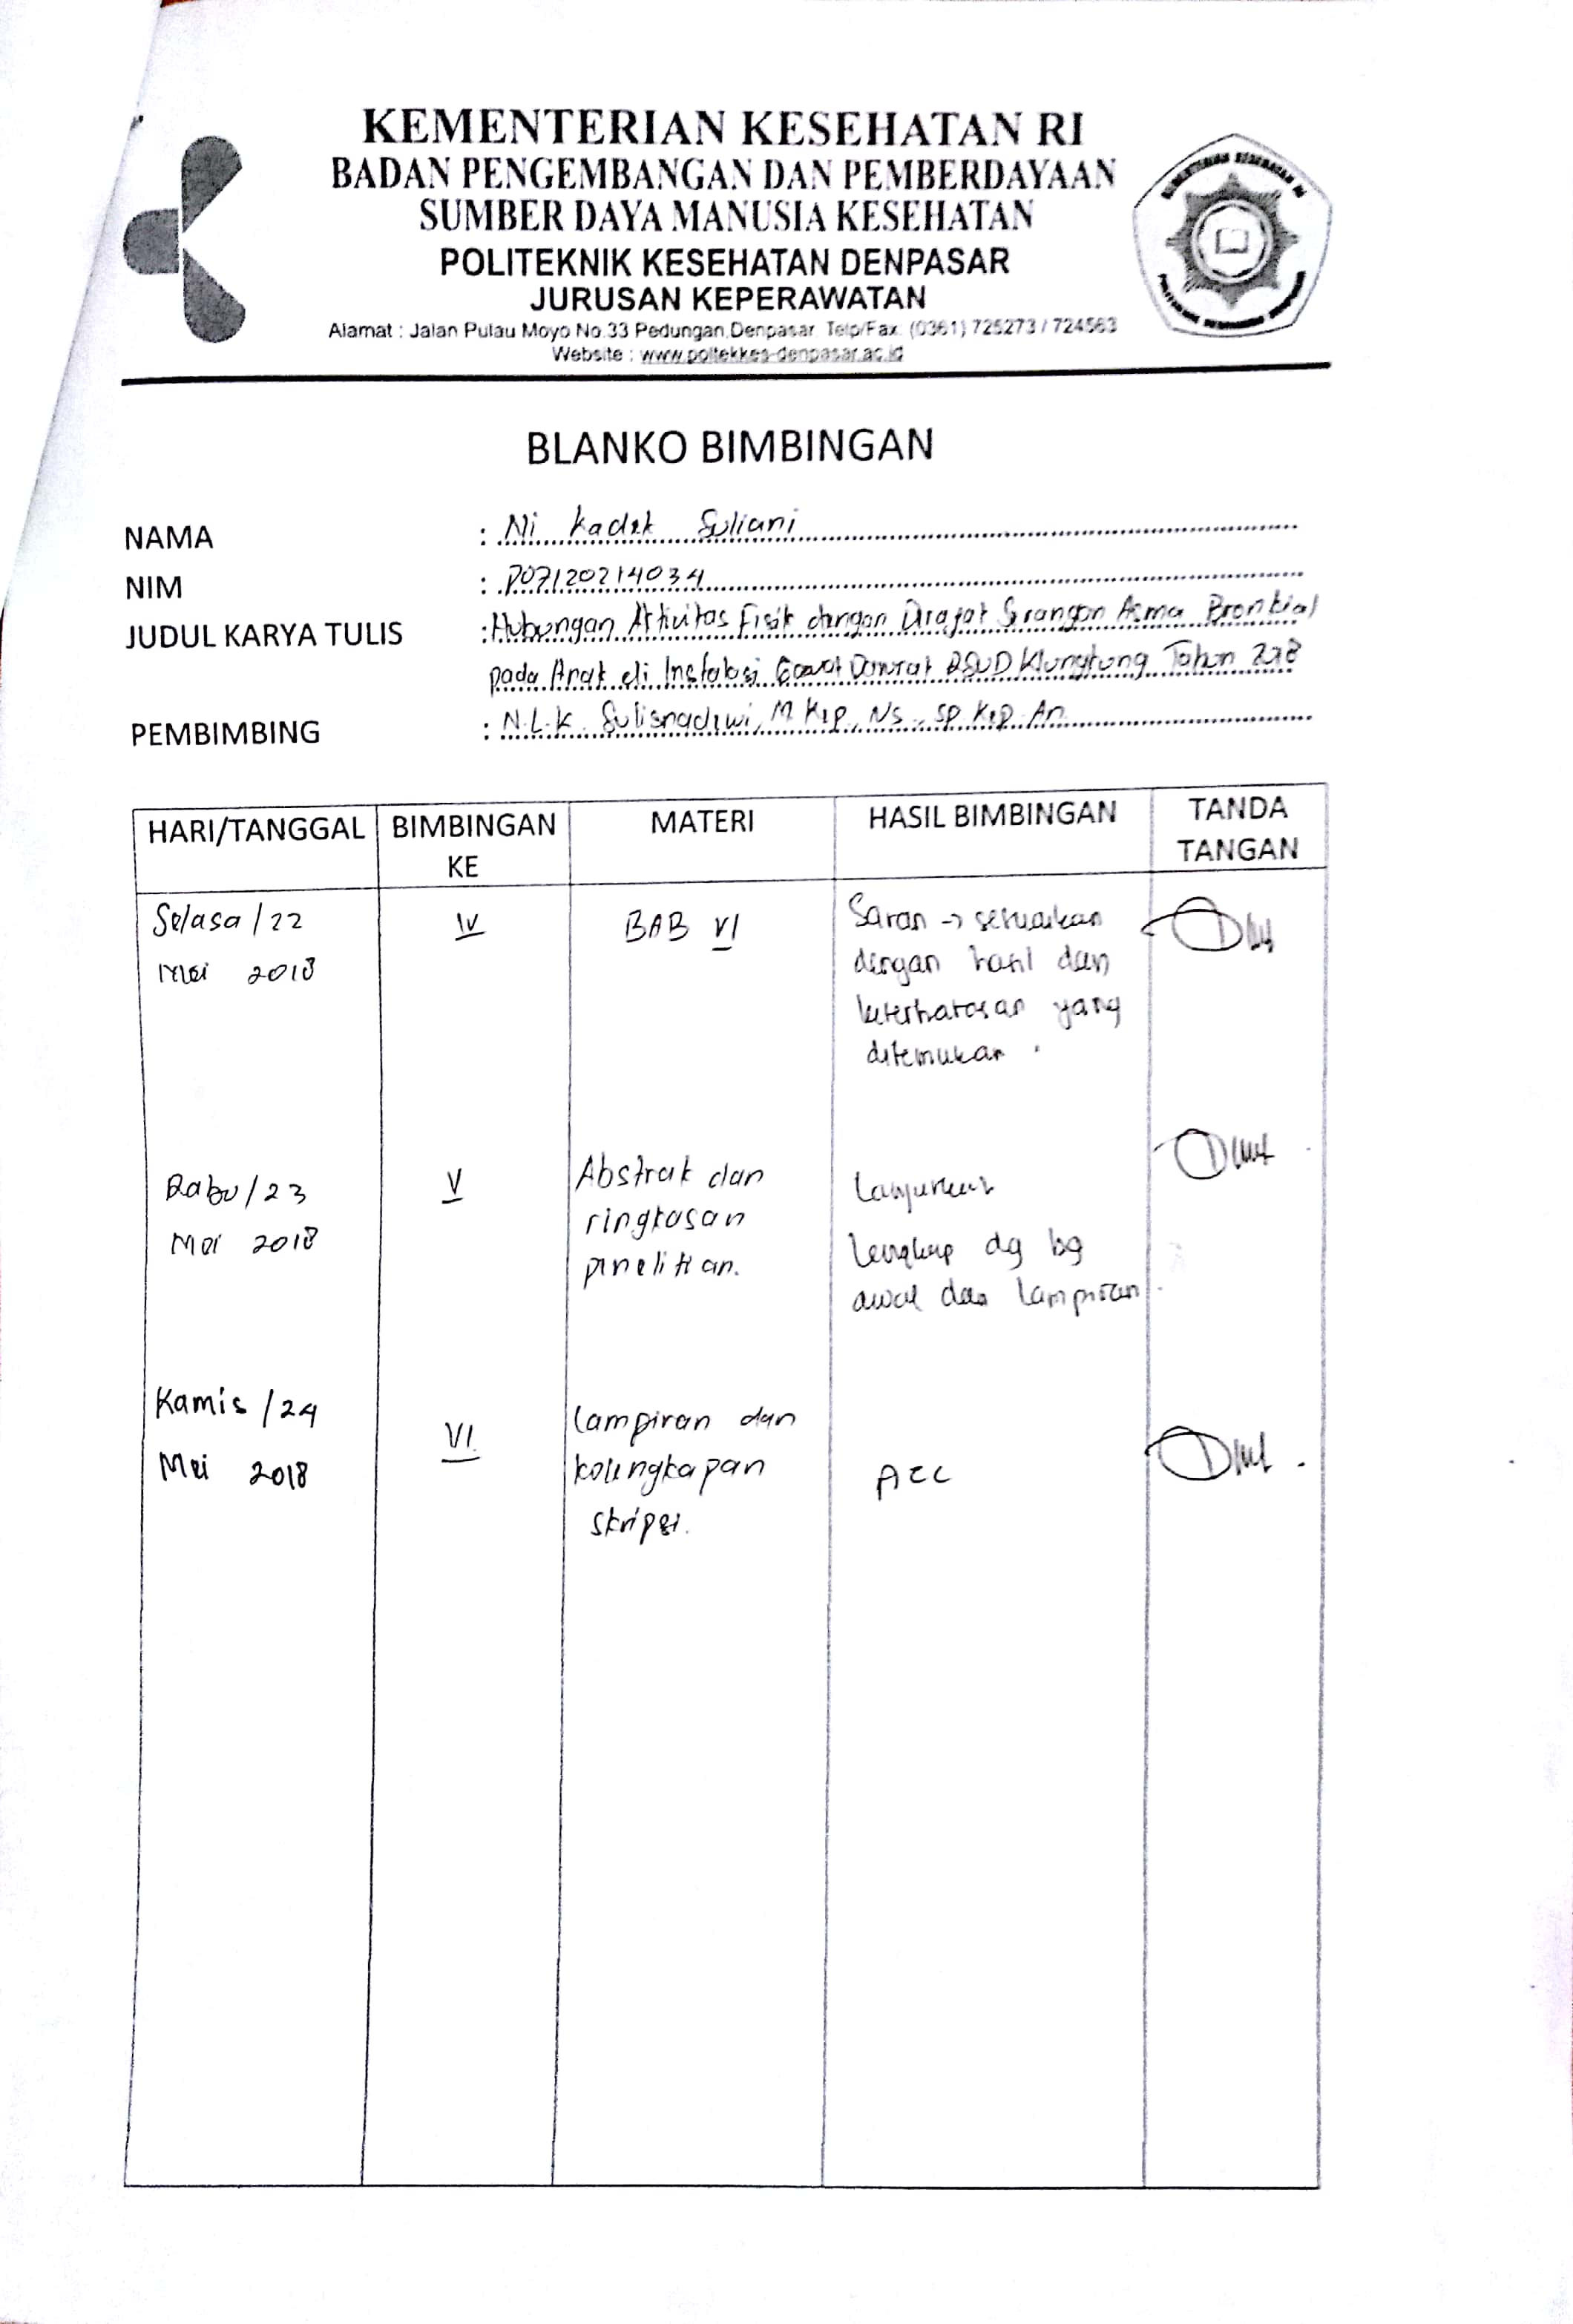 KEMENTERIAN KESEHATAN RI
BADAN PENGEMBANGAN DAN PEMBERDAYAAN
SUMBER DAYA MANUSIA KESEHATAN
POLITEKNIK KESEHATAN DENPASAR
JURUSAN KEPERAWATAN
Alamat : Jalan Pulau Moyo No.33 Pedungan,Denpasar Telp/Fax. (0361) 725273 / 724563
Website : www.poltekkes-denpasar.ac.id
BLANKO BIMBINGAN
NAMA : Ni Kadek Suliani
NIM : P07120214034
JUDUL KARYA TULIS : Hubungan Aktivitas Fisik dengan Derajat Serangan Asma Bronkial
pada Anak di Instalasi Gawat Darurat RSUD Klungkung Tahun 2018
PEMBIMBING : N.L.K. Sulisnadewi, M.Kep., Ns., Sp.Kep.An
HARI/TANGGAL BIMBINGAN KE MATERI HASIL BIMBINGAN TANDA TANGAN
Selasa / 22 IV BAB VI Saran → sesuaikan
Mei 2018 dengan hasil dan
keterbatasan yang
ditemukan .
Rabu / 23 V Abstrak dan Lanjutkan
Mei 2018 ringkasan Lengkap dg bg
penelitian. awal dan lampiran.
Kamis / 24 VI Lampiran dan
Mei 2018 kelengkapan ACC
skripsi.